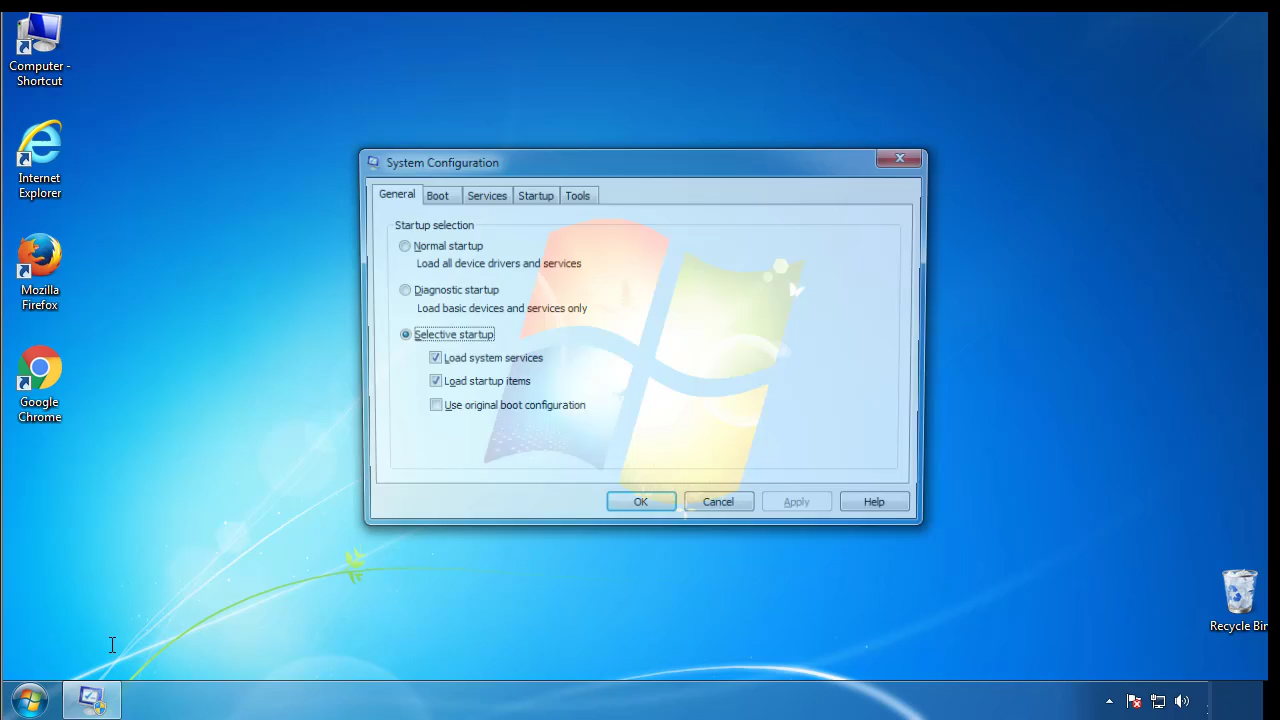 Computer -
Shortcut
Internet
Explorer
Mozilla
Firefox
Google
Chrome
System Configuration
General Boot Services Startup Tools
Startup selection
Normal startup
Load all device drivers and services
Diagnostic startup
Load basic devices and services only
Selective startup
Load system services
Load startup items
Use original boot configuration
OK Cancel Apply Help
Recycle Bin